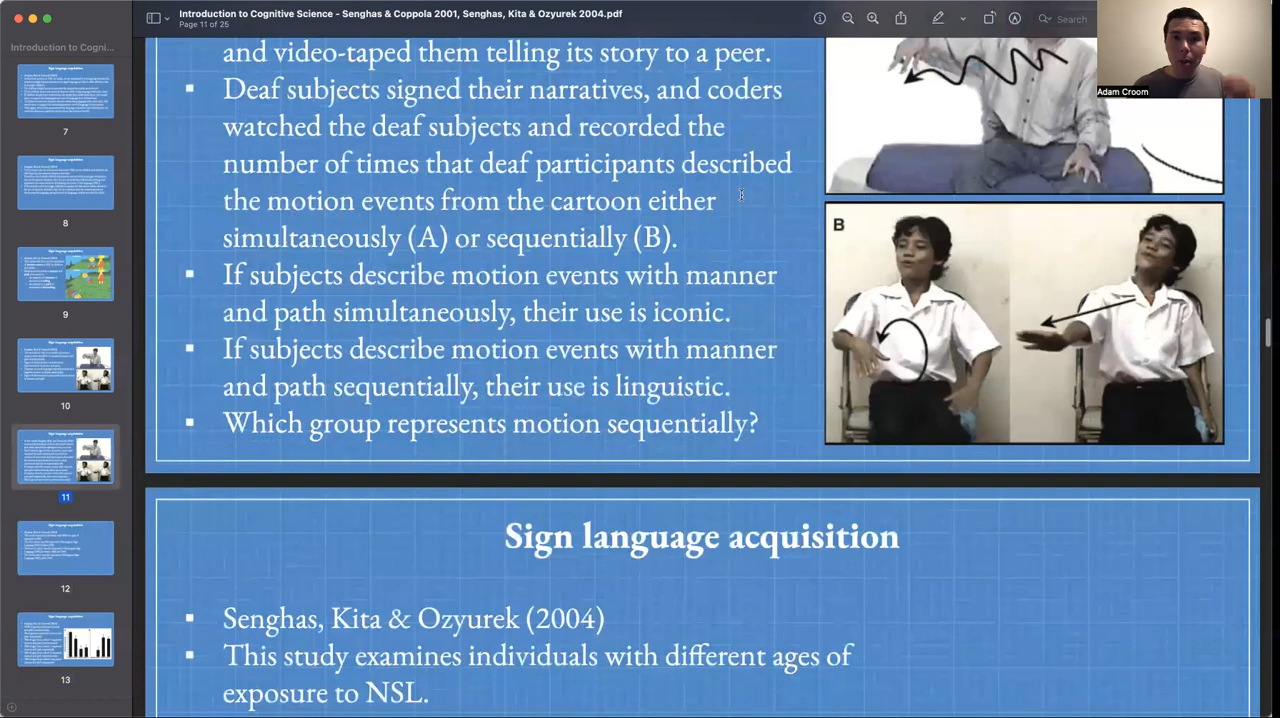 Introduction to Cognitive Science - Senghas & Coppola 2001, Senghas, Kita & Ozyurek 2004.pdf
Page 11 of 25
Search
Introduction to Cogni...
Adam Croom
7
8
9
10
11
12
13
and video-taped them telling its story to a peer.
Deaf subjects signed their narratives, and coders
watched the deaf subjects and recorded the
number of times that deaf participants described
the motion events from the cartoon either
simultaneously (A) or sequentially (B).
If subjects describe motion events with manner
and path simultaneously, their use is iconic.
If subjects describe motion events with manner
and path sequentially, their use is linguistic.
Which group represents motion sequentially?
B
Sign language acquisition
Senghas, Kita & Ozyurek (2004)
This study examines individuals with different ages of
exposure to NSL.